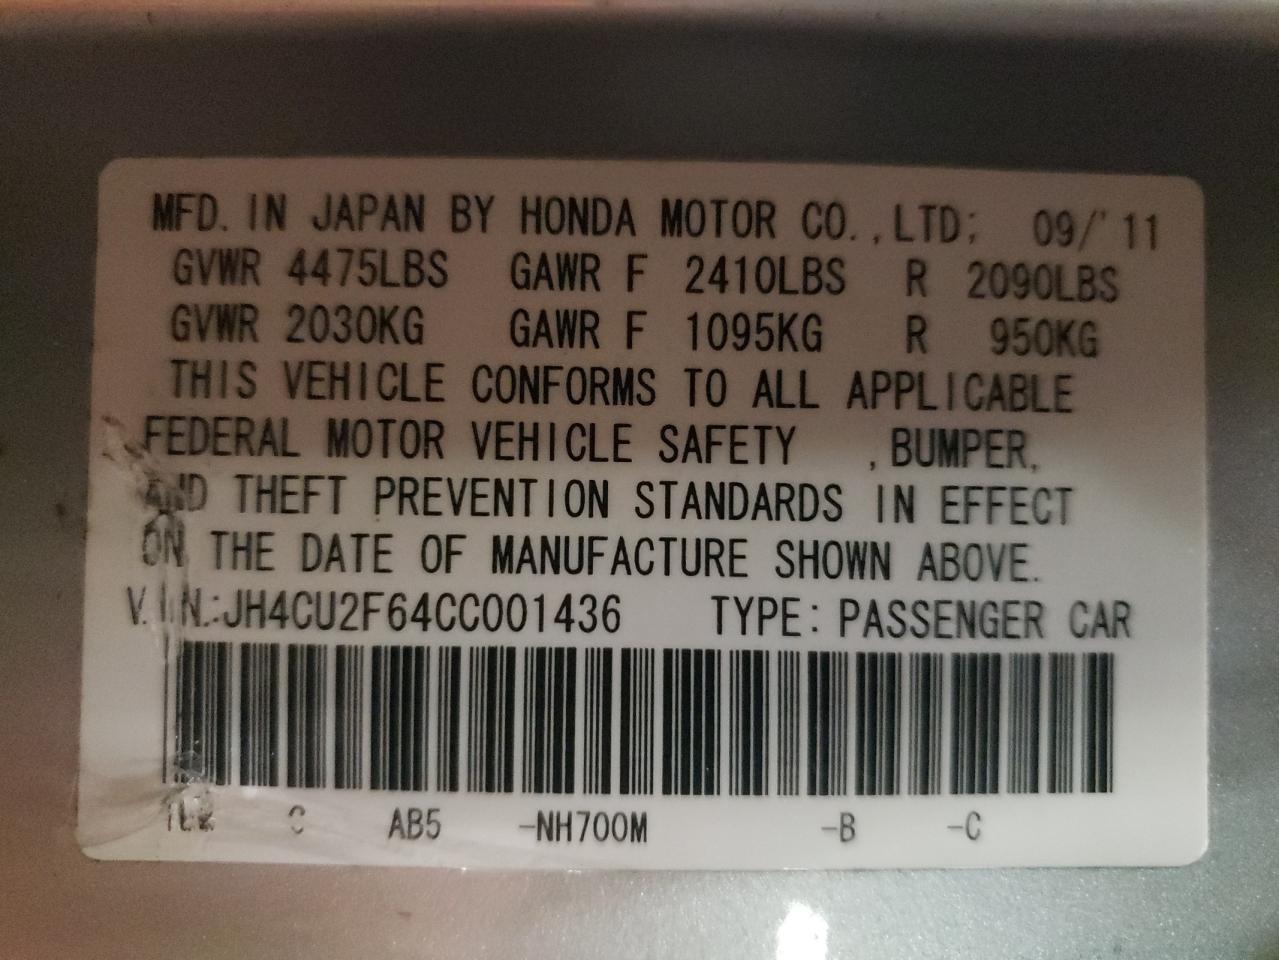 MFD. IN JAPAN BY HONDA MOTOR CO., LTD; 09/'11
GVWR 4475LBS GAWR F 2410LBS R 2090LBS
GVWR 2030KG GAWR F 1095KG R 950KG
THIS VEHICLE CONFORMS TO ALL APPLICABLE
FEDERAL MOTOR VEHICLE SAFETY , BUMPER,
AND THEFT PREVENTION STANDARDS IN EFFECT
ON THE DATE OF MANUFACTURE SHOWN ABOVE.
V.I.N.:JH4CU2F64CC001436 TYPE: PASSENGER CAR
C AB5 -NH700M -B -C